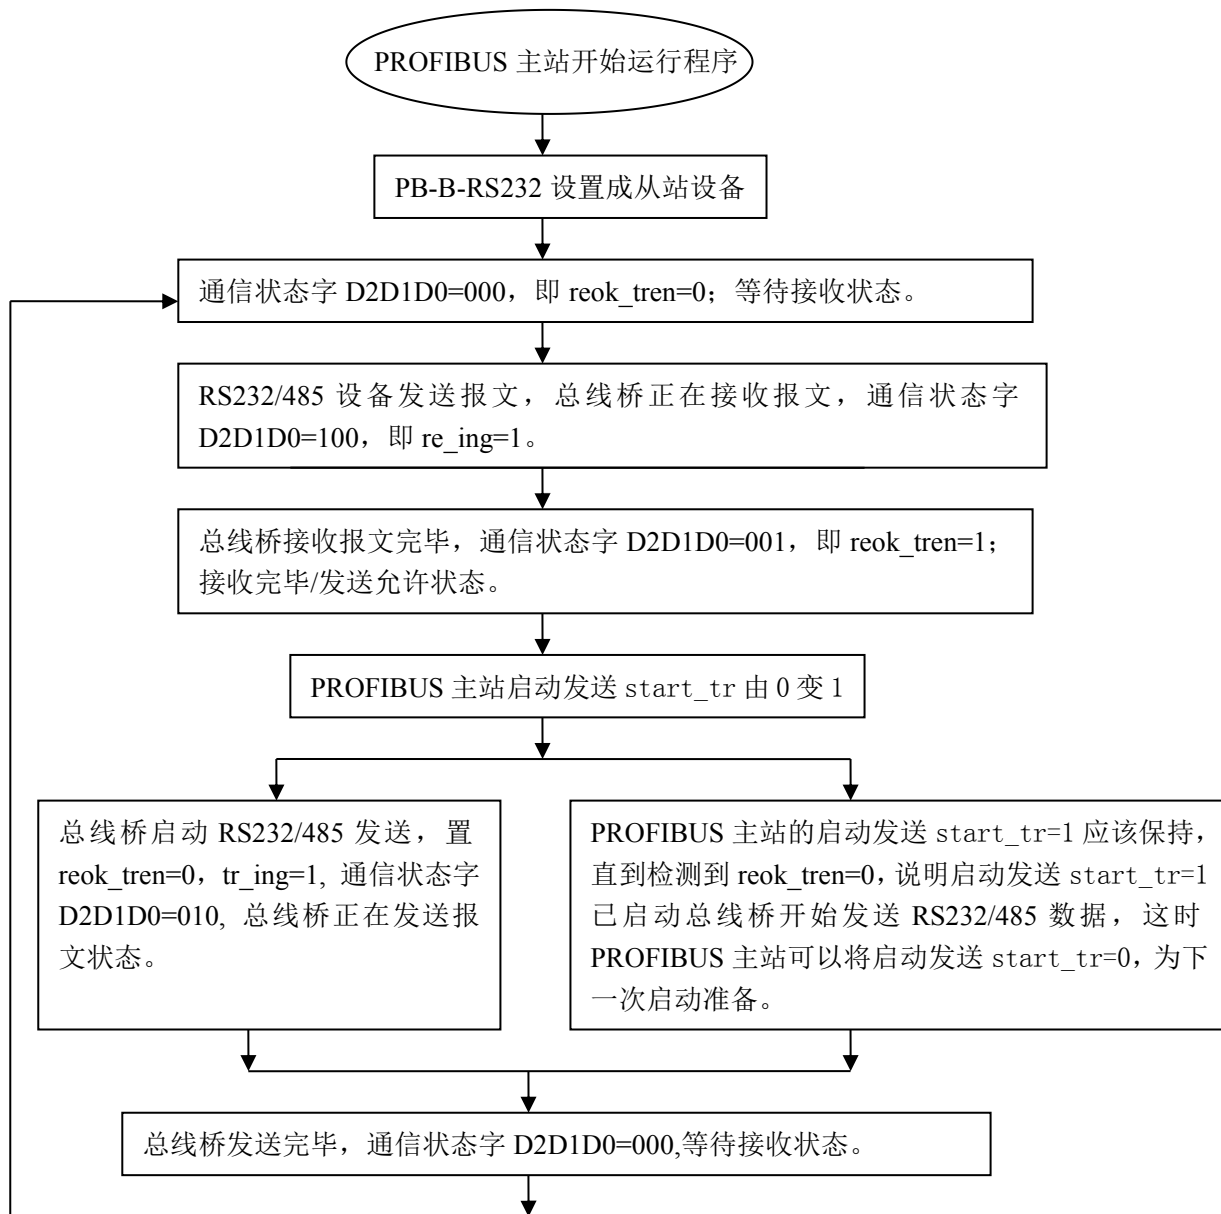 PROFIBUS 主站开始运行程序
PB-B-RS232 设置成从站设备
通信状态字 D2D1D0=000，即 reok_tren=0；等待接收状态。
RS232/485 设备发送报文，总线桥正在接收报文，通信状态字
D2D1D0=100，即 re_ing=1。
总线桥接收报文完毕，通信状态字 D2D1D0=001，即 reok_tren=1；
接收完毕/发送允许状态。
PROFIBUS 主站启动发送 start_tr 由 0 变 1
总线桥启动 RS232/485 发送，置
reok_tren=0，tr_ing=1, 通信状态字
D2D1D0=010, 总线桥正在发送报
文状态。
PROFIBUS 主站的启动发送 start_tr=1 应该保持，
直到检测到 reok_tren=0，说明启动发送 start_tr=1
已启动总线桥开始发送 RS232/485 数据，这时
PROFIBUS 主站可以将启动发送 start_tr=0，为下
一次启动准备。
总线桥发送完毕，通信状态字 D2D1D0=000,等待接收状态。